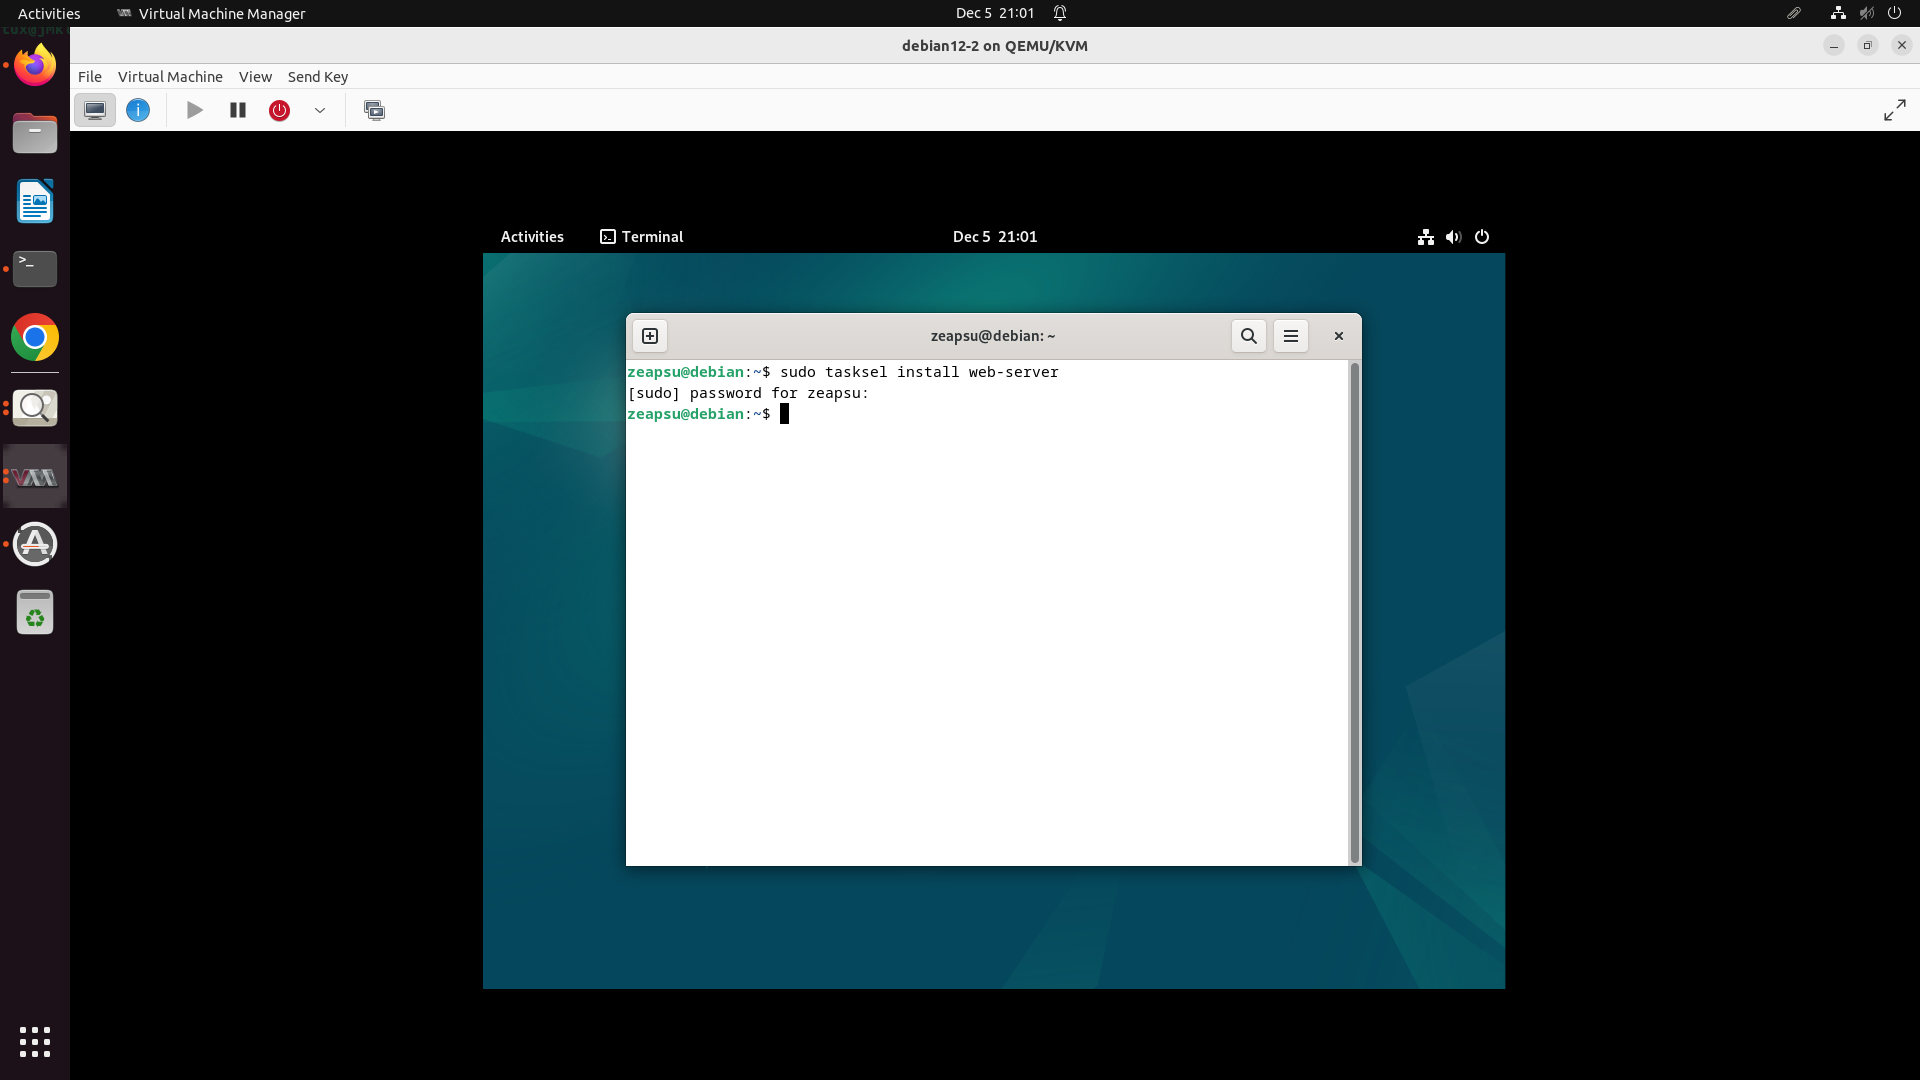 Activities Virtual Machine Manager Dec 5 21:01
debian12-2 on QEMU/KVM
File Virtual Machine View Send Key
Activities Terminal Dec 5 21:01
zeapsu@debian: ~
zeapsu@debian:~$ sudo tasksel install web-server
[sudo] password for zeapsu:
zeapsu@debian:~$